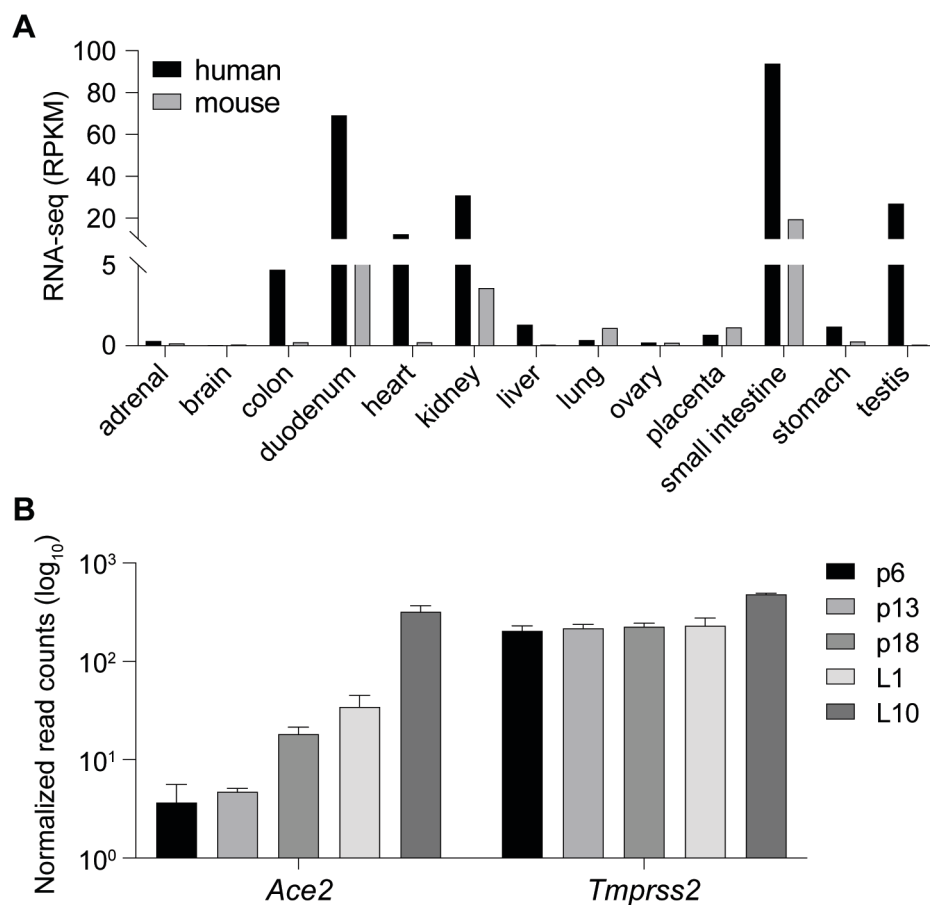 A
RNA-seq (RPKM)
100
80
60
40
20
5
0
human
mouse
adrenal
brain
colon
duodenum
heart
kidney
liver
lung
ovary
placenta
small intestine
stomach
testis
B
Normalized read counts (log₁₀)
10³
10²
10¹
10⁰
Ace2
Tmprss2
p6
p13
p18
L1
L10